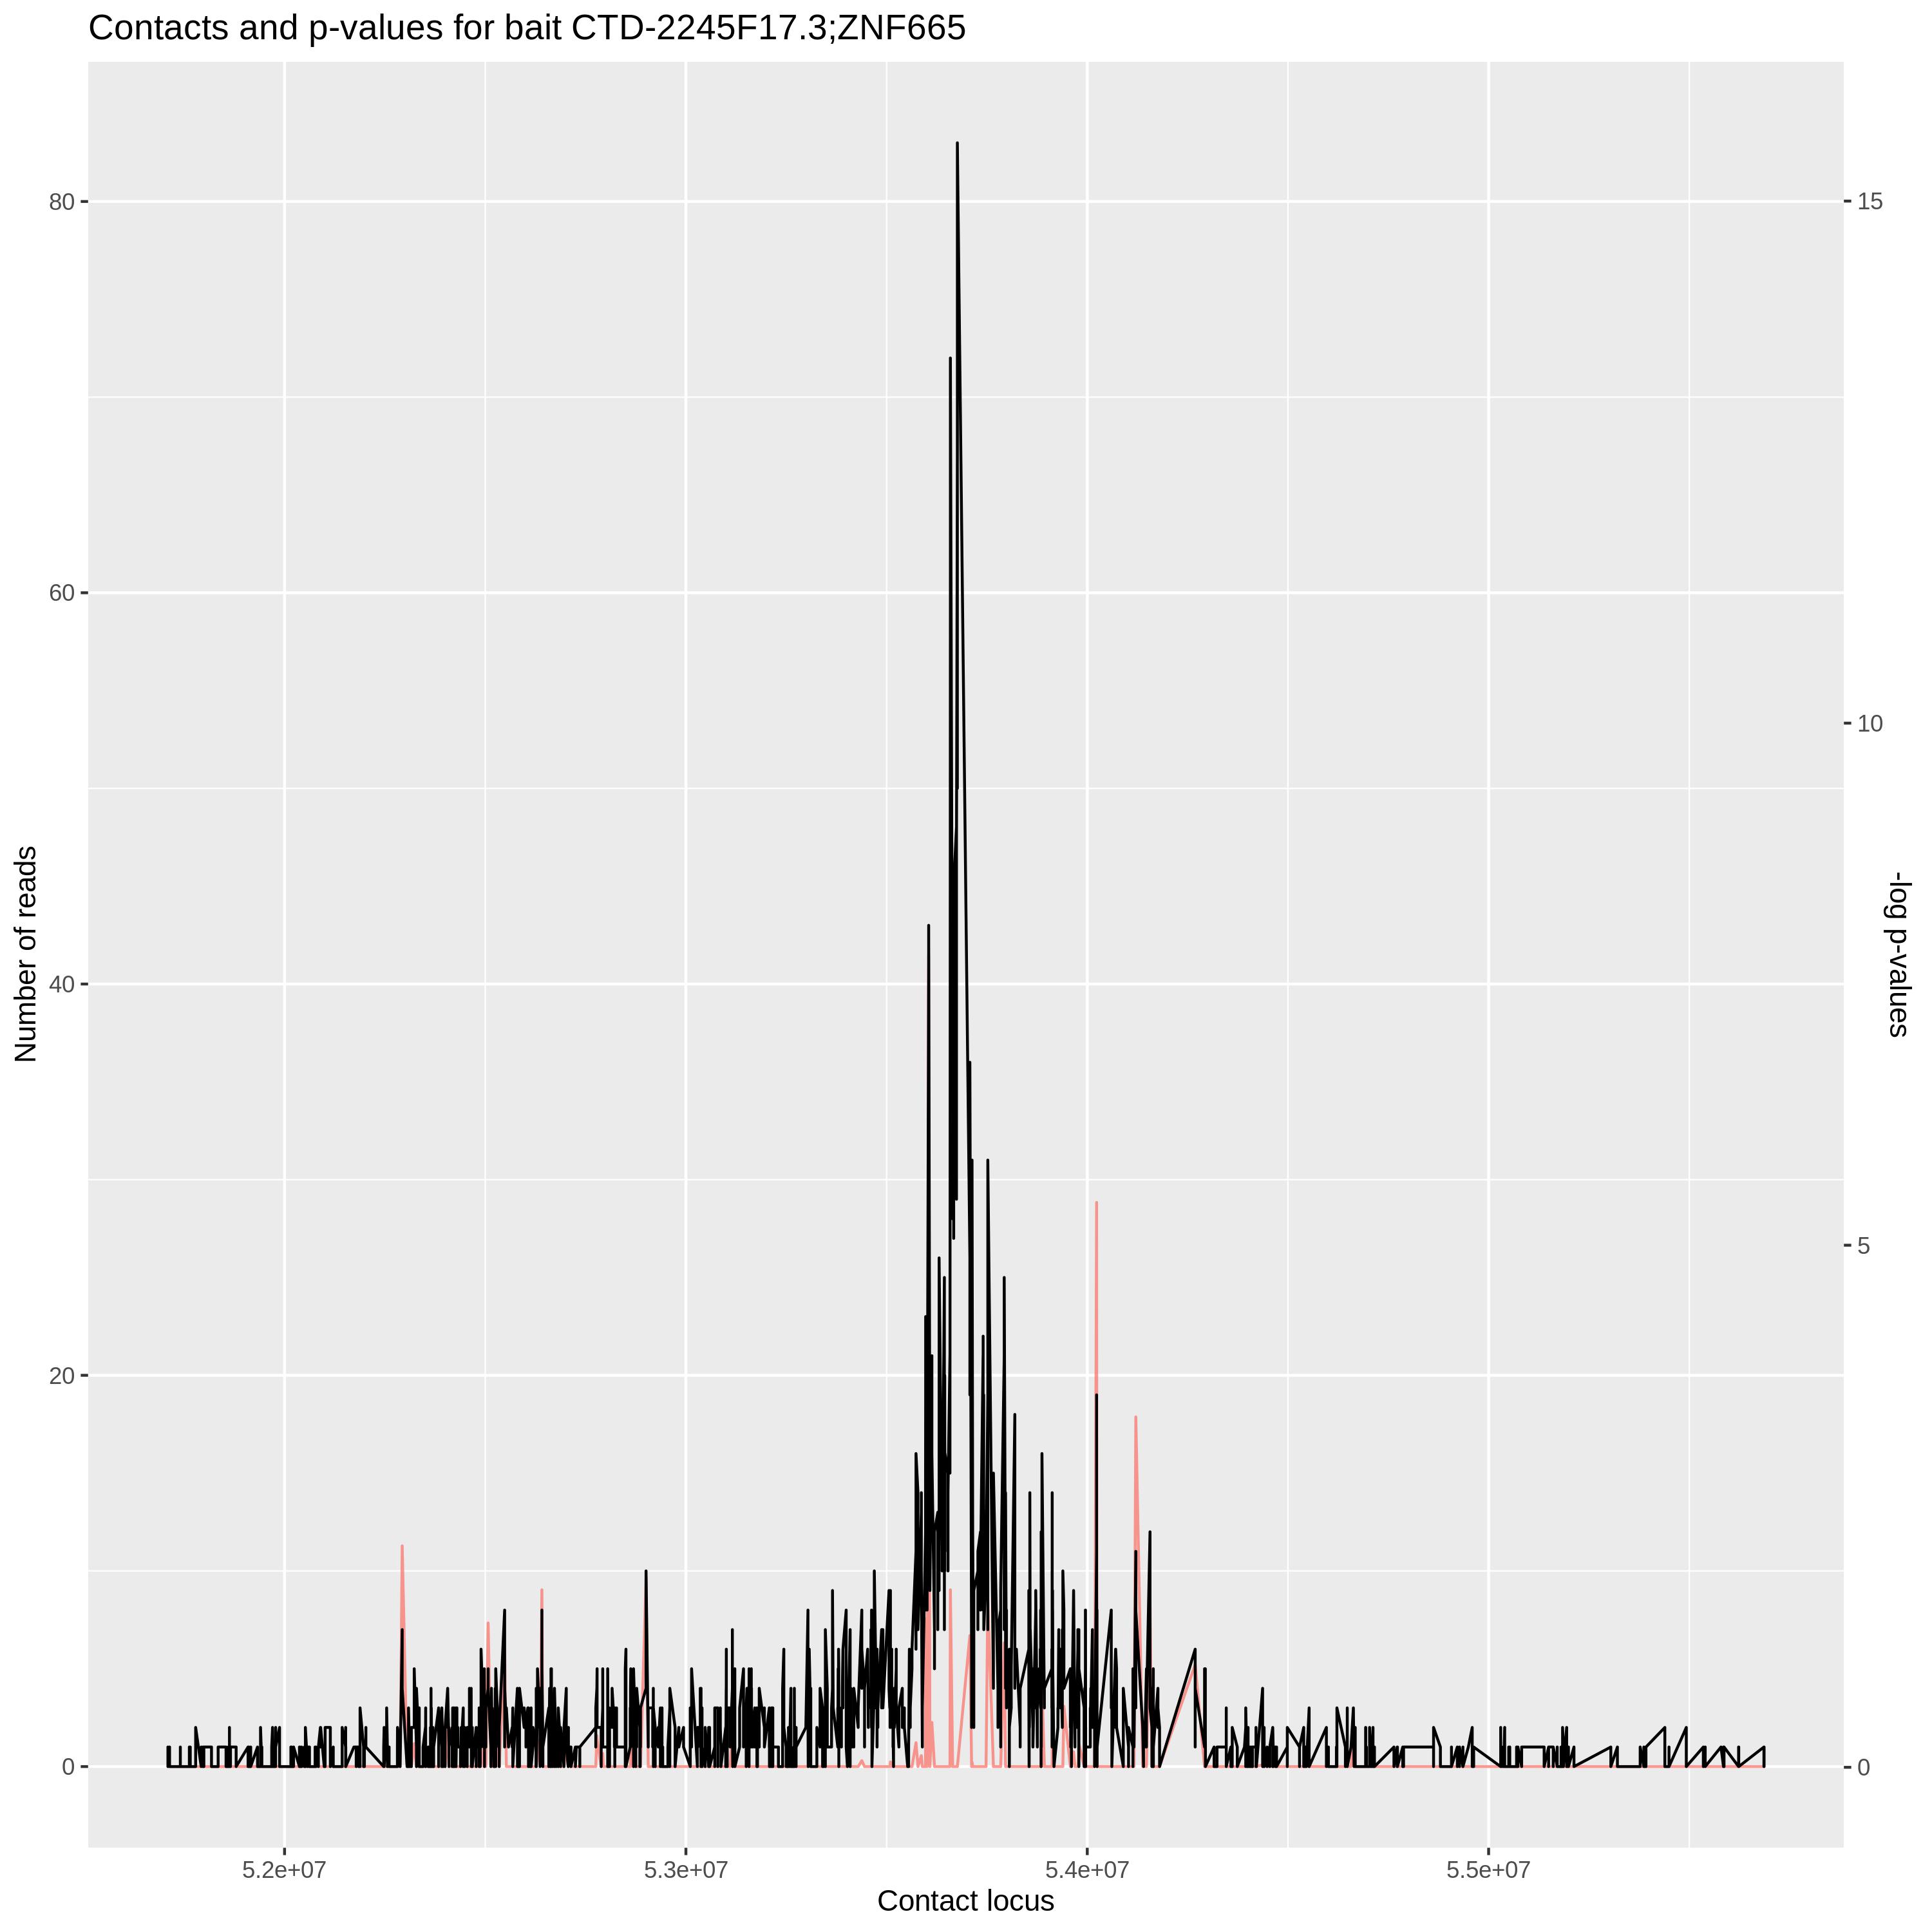 Contacts and p-values for bait CTD-2245F17.3;ZNF665
80
60
40
20
0
Number of reads
15
10
5
0
-log p-values
5.2e+07
5.3e+07
5.4e+07
5.5e+07
Contact locus